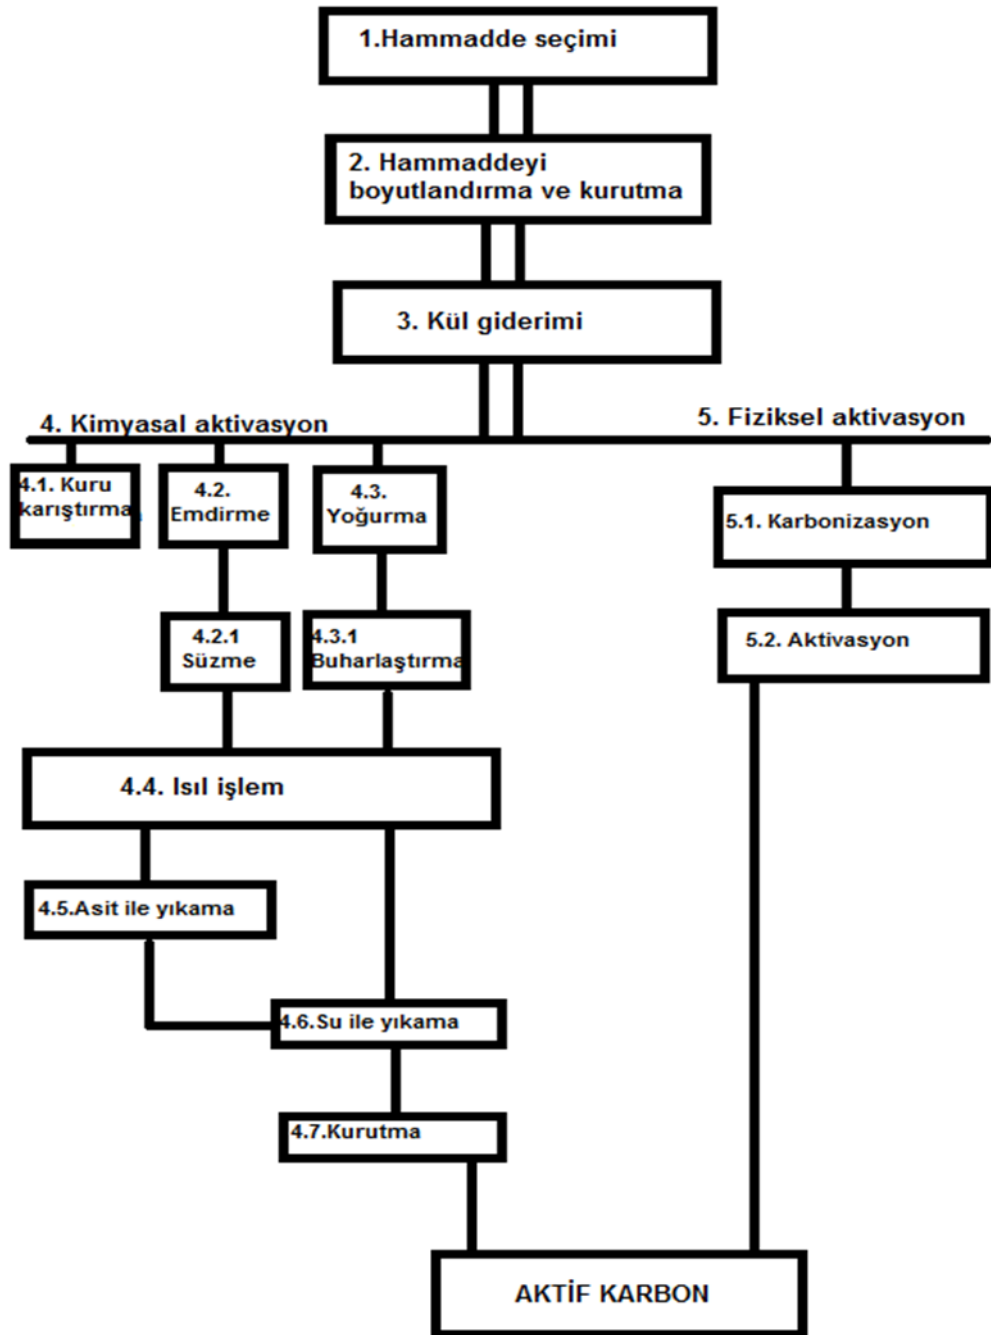 1.Hammadde seçimi
2. Hammaddeyi
boyutlandırma ve kurutma
3. Kül giderimi
4. Kimyasal aktivasyon
5. Fiziksel aktivasyon
4.1. Kuru
karıştırma
4.2.
Emdirme
4.3.
Yoğurma
5.1. Karbonizasyon
4.2.1
Süzme
4.3.1
Buharlaştırma
5.2. Aktivasyon
4.4. Isıl işlem
4.5.Asit ile yıkama
4.6.Su ile yıkama
4.7.Kurutma
AKTİF KARBON